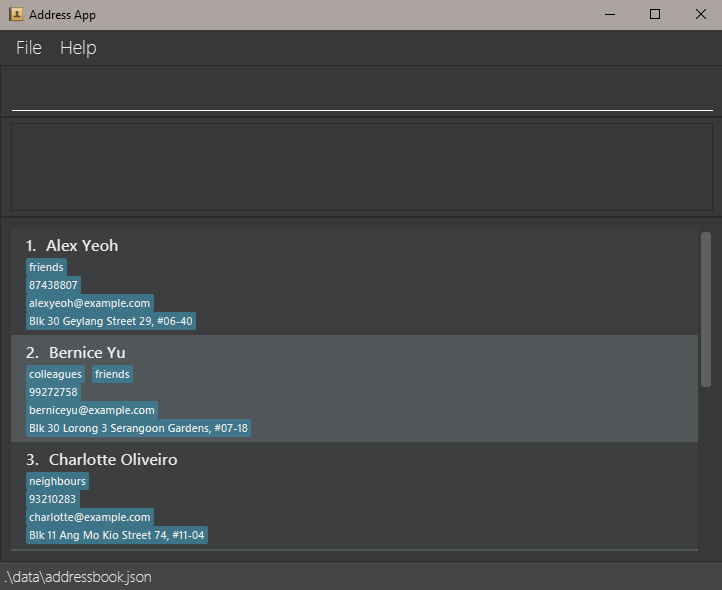 Address App
File Help
1. Alex Yeoh
friends
87438807
alexyeoh@example.com
Blk 30 Geylang Street 29, #06-40
2. Bernice Yu
colleagues friends
99272758
berniceyu@example.com
Blk 30 Lorong 3 Serangoon Gardens, #07-18
3. Charlotte Oliveiro
neighbours
93210283
charlotte@example.com
Blk 11 Ang Mo Kio Street 74, #11-04
.\data\addressbook.json